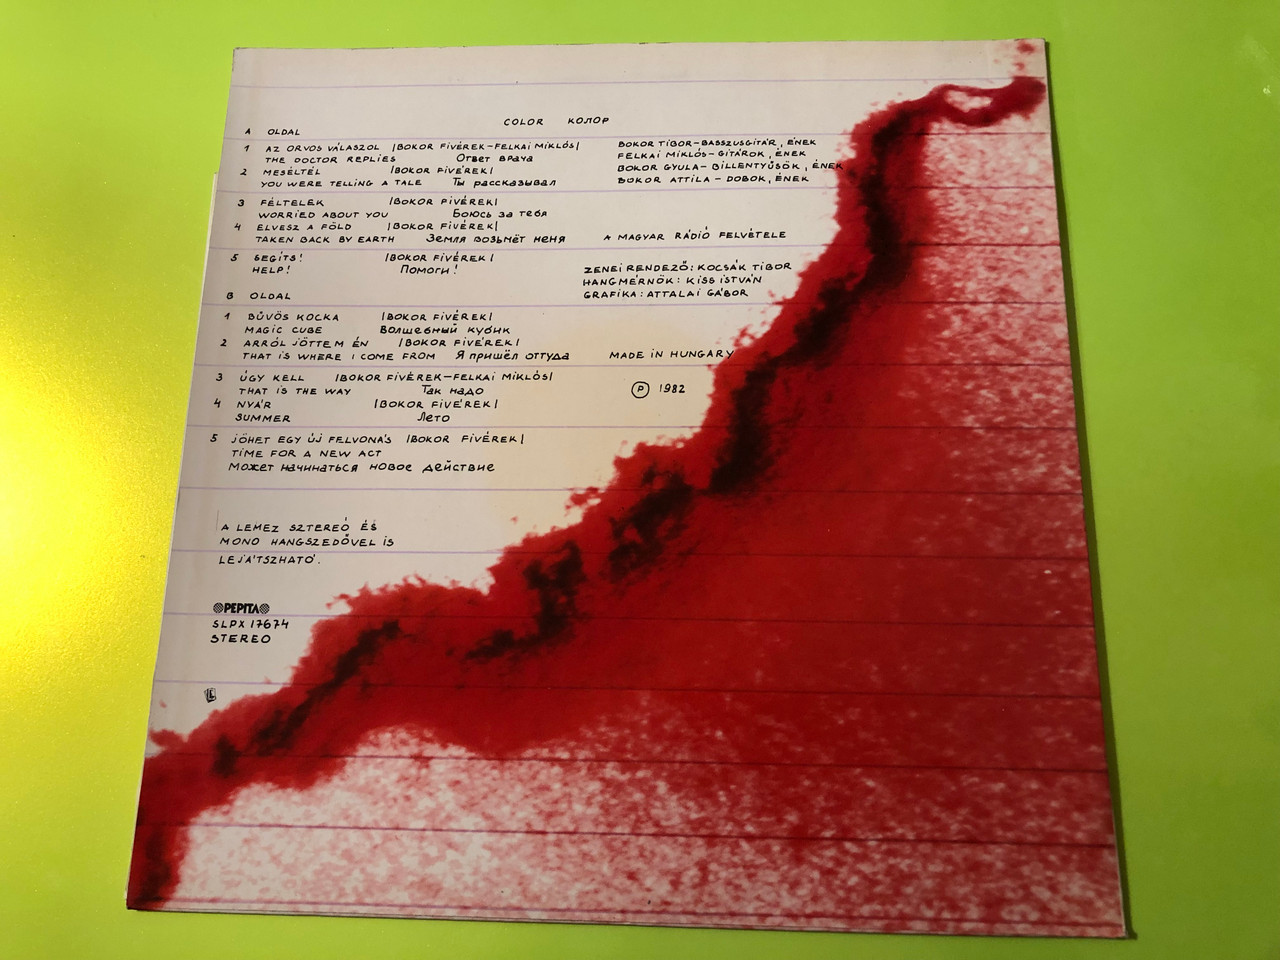 COLOR КОЛОР
A OLDAL
1 AZ ORVOS VÁLASZOL |BOKOR FIVÉREK-FELKAI MIKLÓS|
THE DOCTOR REPLIES Ответ врача
2 MESÉLTÉL |BOKOR FIVÉREK|
YOU WERE TELLING A TALE Ты рассказывал
3 FÉLTELEK |BOKOR FIVÉREK|
WORRIED ABOUT YOU Боюсь за тебя
4 ELVESZ A FÖLD |BOKOR FIVÉREK|
TAKEN BACK BY EARTH Земля возьмёт неня
5 SEGÍTS! |BOKOR FIVÉREK|
HELP! Помоги!
B OLDAL
1 BŰVÖS KOCKA |BOKOR FIVÉREK|
MAGIC CUBE Волшебный кубик
2 ARRÓL JÖTTEM ÉN |BOKOR FIVÉREK|
THAT IS WHERE I COME FROM Я пришёл оттуда
3 ÚGY KELL |BOKOR FIVÉREK-FELKAI MIKLÓS|
THAT IS THE WAY Так надо
4 NYÁR |BOKOR FIVÉREK|
SUMMER Лето
5 JÖHET EGY ÚJ FELVONÁS |BOKOR FIVÉREK|
TIME FOR A NEW ACT
Может начинаться новое действие
BOKOR TIBOR-BASSZUSGITÁR, ÉNEK
FELKAI MIKLÓS-GITÁROK, ÉNEK
BOKOR GYULA-BILLENTYŰSÖK, ÉNEK
BOKOR ATTILA-DOBOK, ÉNEK
A MAGYAR RÁDIÓ FELVÉTELE
ZENEI RENDEZŐ: KOCSÁK TIBOR
HANGMÉRNÖK: KISS ISTVÁN
GRAFIKA: ATTALAI GÁBOR
MADE IN HUNGARY
Ⓟ 1982
A LEMEZ SZTEREÓ ÉS
MONO HANGSZEDŐVEL IS
LEJÁTSZHATÓ.
PEPITA
SLPX 17674
STEREO